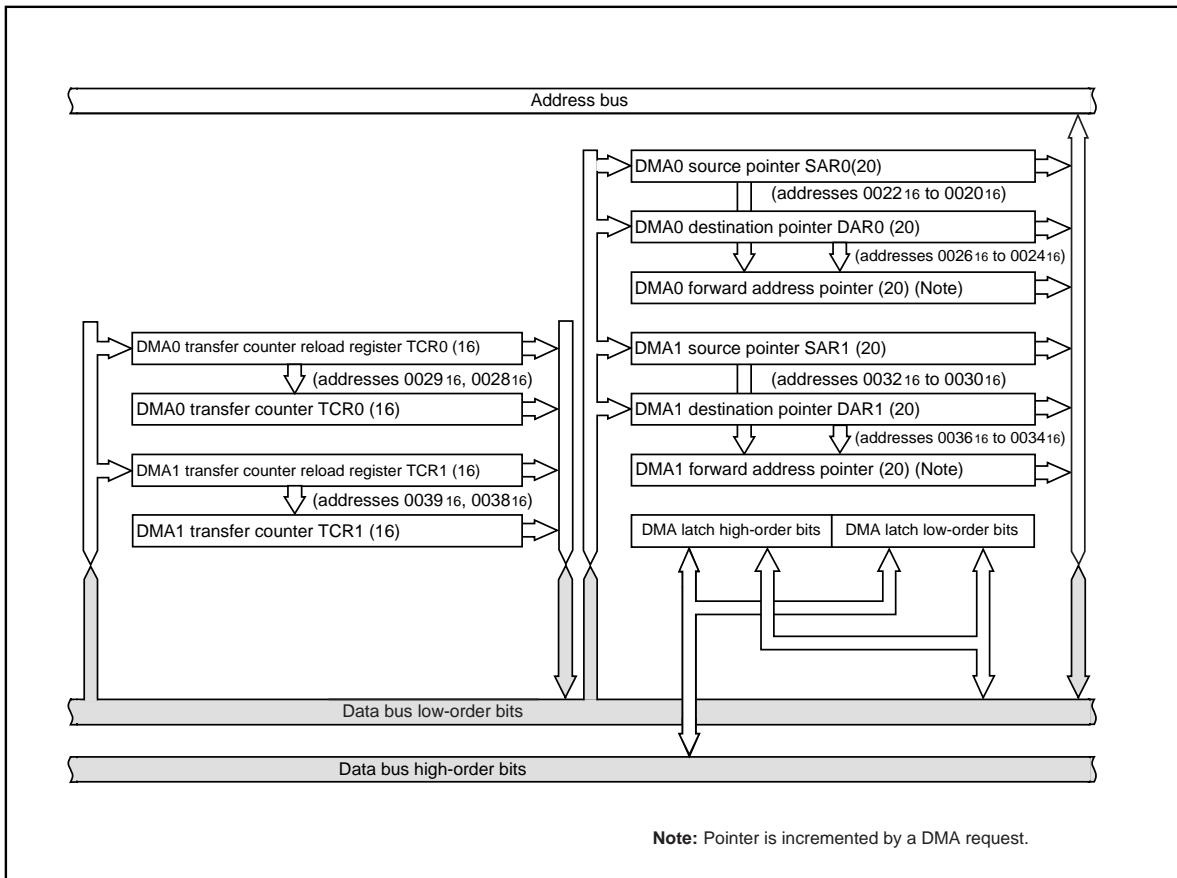 Address bus
DMA0 source pointer SAR0(20)
(addresses 0022 16 to 0020 16)
DMA0 destination pointer DAR0 (20)
(addresses 0026 16 to 0024 16)
DMA0 forward address pointer (20) (Note)
DMA0 transfer counter reload register TCR0 (16)
(addresses 0029 16, 0028 16)
DMA0 transfer counter TCR0 (16)
DMA1 transfer counter reload register TCR1 (16)
(addresses 0039 16, 0038 16)
DMA1 transfer counter TCR1 (16)
DMA1 source pointer SAR1 (20)
(addresses 0032 16 to 0030 16)
DMA1 destination pointer DAR1 (20)
(addresses 0036 16 to 0034 16)
DMA1 forward address pointer (20) (Note)
DMA latch high-order bits
DMA latch low-order bits
Data bus low-order bits
Data bus high-order bits
Note: Pointer is incremented by a DMA request.